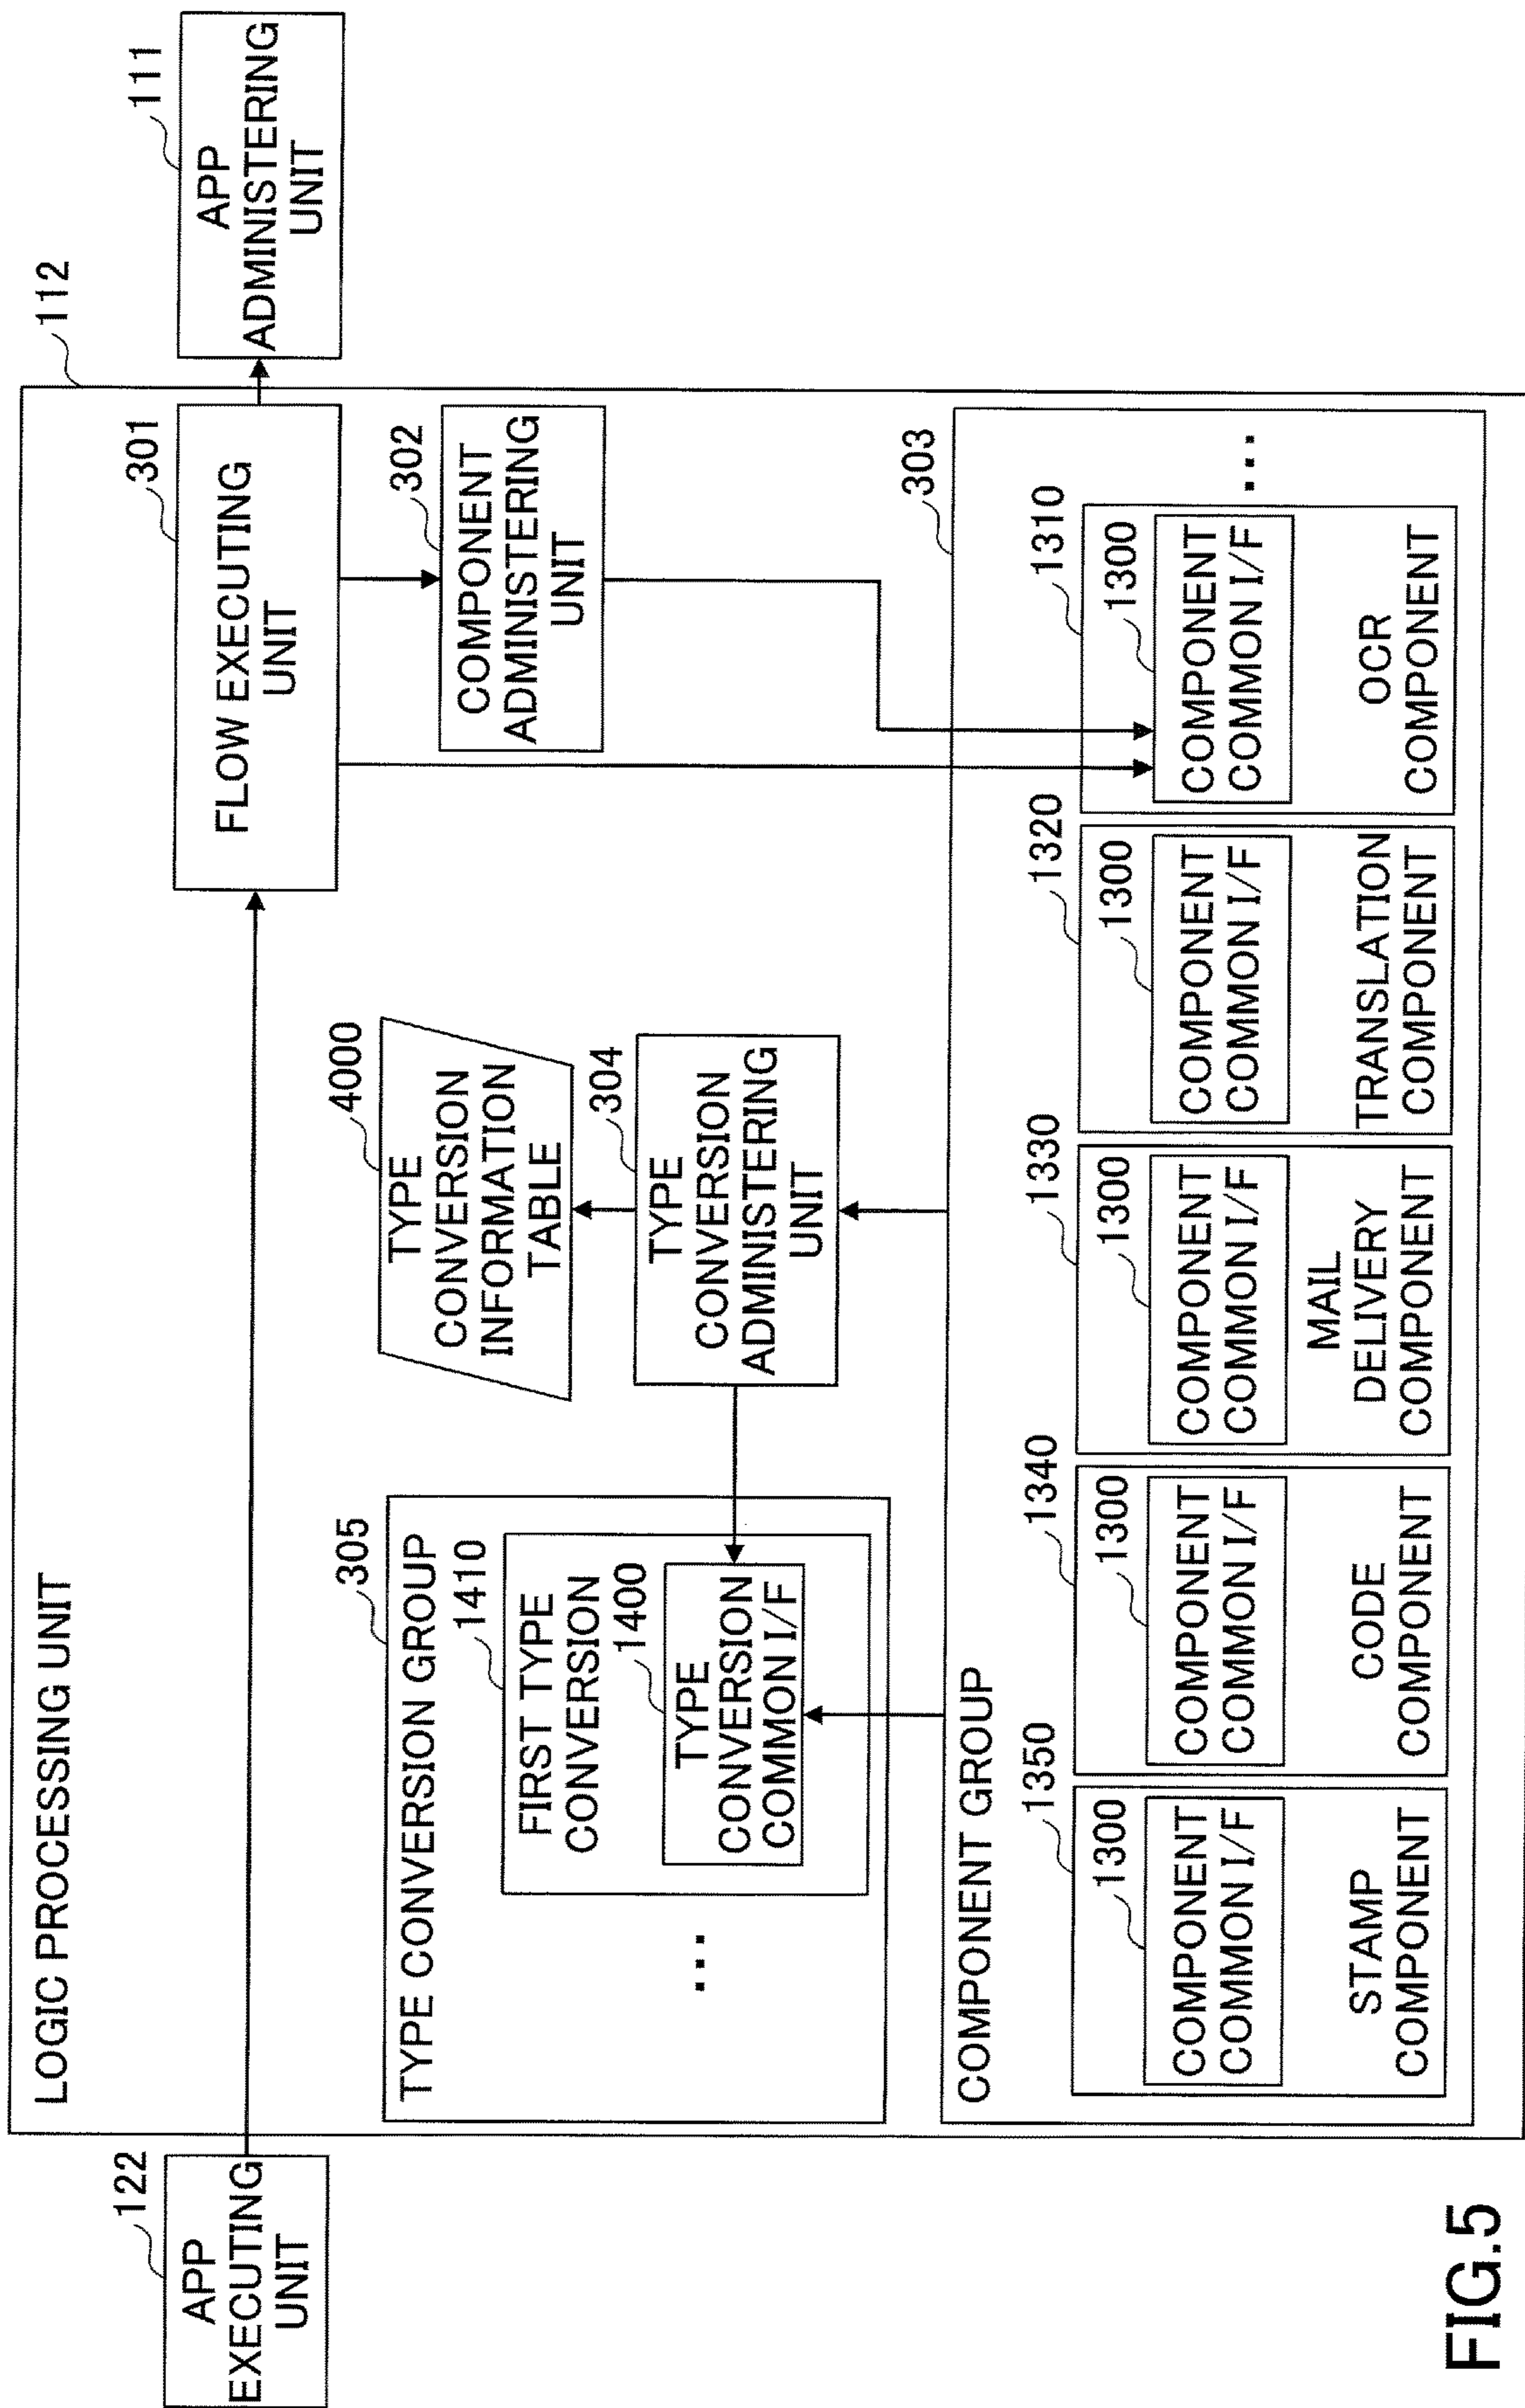 FIG.5
LOGIC PROCESSING UNIT
112
122
APP
EXECUTING
UNIT
301
FLOW EXECUTING
UNIT
111
APP
ADMINISTERING
UNIT
302
COMPONENT
ADMINISTERING
UNIT
305
TYPE CONVERSION GROUP
1410
FIRST TYPE
CONVERSION
1400
TYPE
CONVERSION
COMMON I/F
...
4000
TYPE
CONVERSION
INFORMATION
TABLE
304
TYPE
CONVERSION
ADMINISTERING
UNIT
303
COMPONENT GROUP
1350
1300
COMPONENT
COMMON I/F
STAMP
COMPONENT
1340
1300
COMPONENT
COMMON I/F
CODE
COMPONENT
1330
1300
COMPONENT
COMMON I/F
MAIL
DELIVERY
COMPONENT
1320
1300
COMPONENT
COMMON I/F
TRANSLATION
COMPONENT
1310
1300
COMPONENT
COMMON I/F
OCR
COMPONENT
...